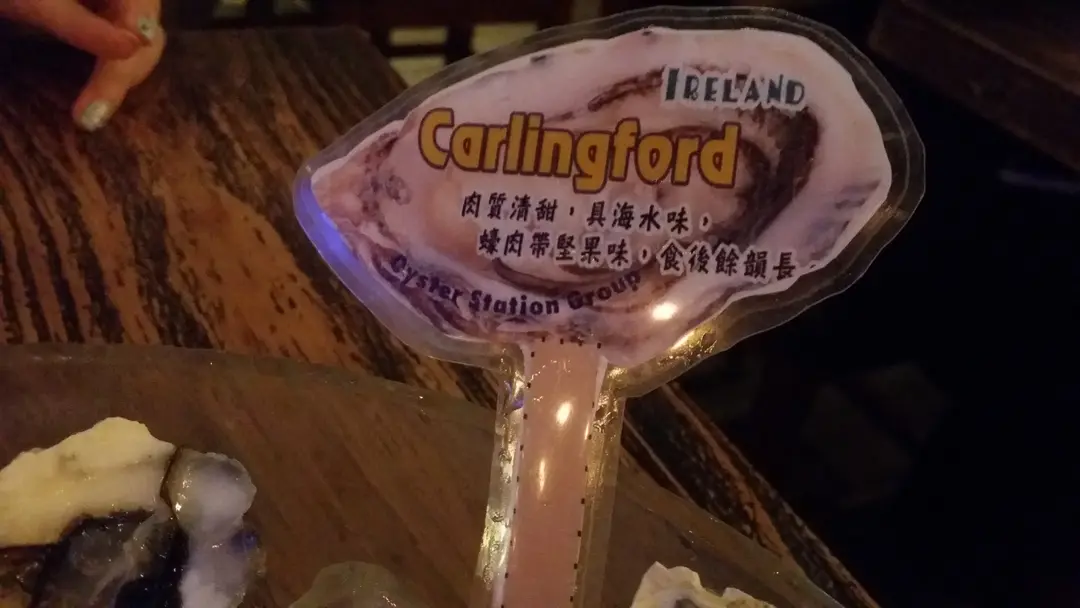 IRELAND
Carlingford
肉質清甜，具海水味，
蠔肉帶堅果味，食後餘韻長。
Oyster Station Group